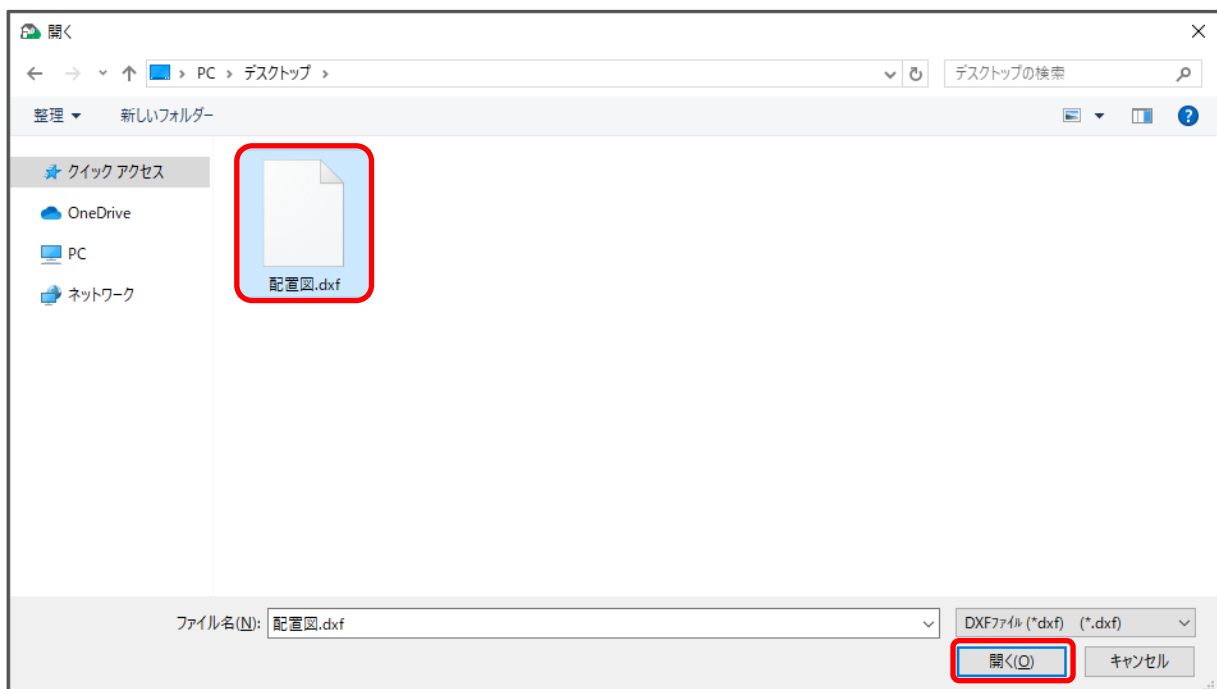 開く
PC › デスクトップ ›
デスクトップの検索
整理
新しいフォルダー
?
クイック アクセス
OneDrive
PC
ネットワーク
配置図.dxf
ファイル名(N): 配置図.dxf
DXFファイル (*dxf) (*.dxf)
開く(O)
キャンセル